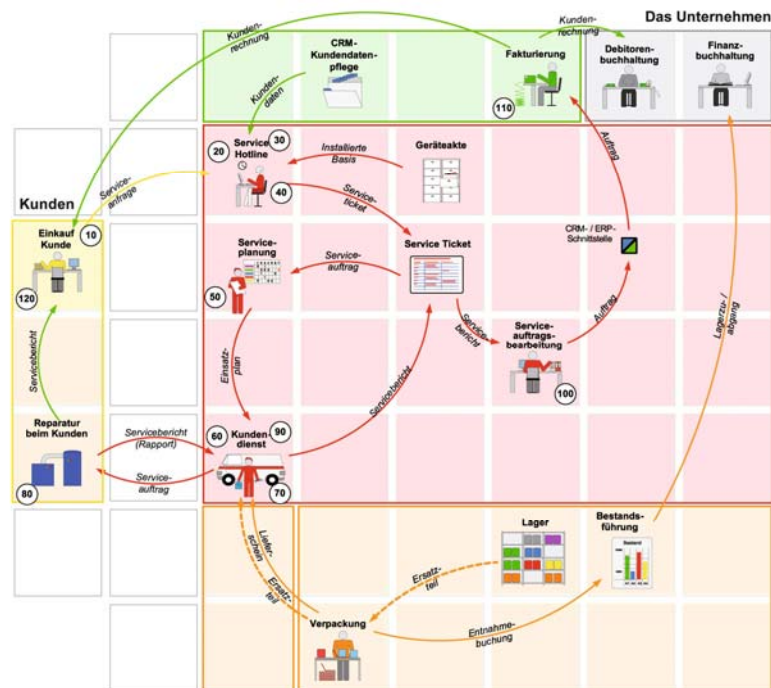 Das Unternehmen
Kunden-
rechnung
Kunden-
rechnung
CRM-
Kundendaten-
pflege
Fakturierung
110
Debitoren-
buchhaltung
Finanz-
buchhaltung
Kunden-
daten
20
Service
Hotline
30
40
Installierte
Basis
Geräteakte
Auftrag
Kunden
Service-
anfrage
Service-
ticket
Einkauf
Kunde
10
120
Service-
planung
50
Service-
auftrag
Service Ticket
CRM- / ERP-
Schnittstelle
Service-
bericht
Auftrag
Lagerzu- /
abgang
Service-
auftrags-
bearbeitung
100
Servicebericht
Einsatz-
plan
Servicebericht
Reparatur
beim Kunden
80
Servicebericht
(Rapport)
Service-
auftrag
60
Kunden-
dienst
90
70
Liefer-
schein
Ersatz-
teil
Lager
Bestands-
führung
Bestand
Ersatz-
teil
Verpackung
Entnahme-
buchung